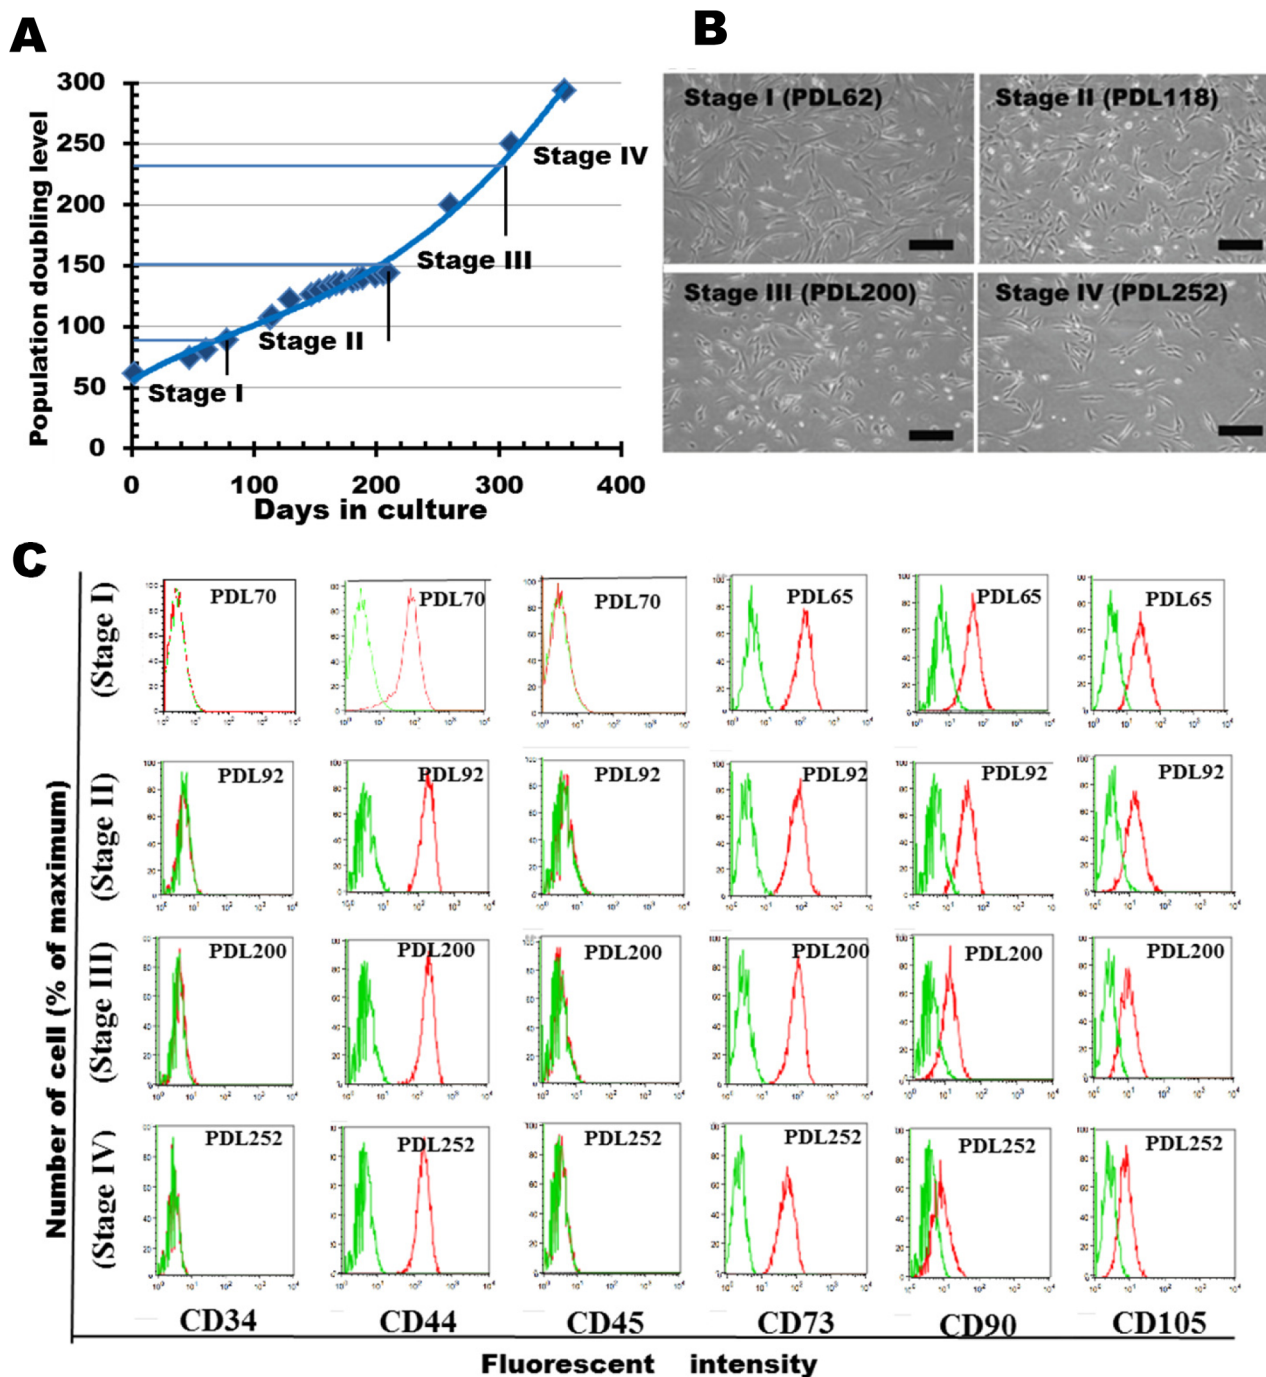 A
B
Population doubling level
300
250
200
150
100
50
0
Stage I
Stage II
Stage III
Stage IV
0 100 200 300 400
Days in culture
Stage I (PDL62)
Stage II (PDL118)
Stage III (PDL200)
Stage IV (PDL252)
C
Number of cell (% of maximum)
(Stage I)
PDL70 PDL70 PDL70 PDL65 PDL65 PDL65
(Stage II)
PDL92 PDL92 PDL92 PDL92 PDL92 PDL92
(Stage III)
PDL200 PDL200 PDL200 PDL200 PDL200 PDL200
(Stage IV)
PDL252 PDL252 PDL252 PDL252 PDL252 PDL252
CD34 CD44 CD45 CD73 CD90 CD105
Fluorescent intensity